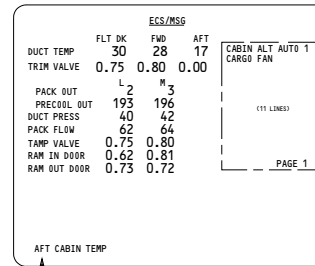 ECS/MSG
FLT DK FWD AFT
DUCT TEMP 30 28 17
TRIM VALVE 0.75 0.80 0.00
L M
PACK OUT 2 3
PRECOOL OUT 193 196
DUCT PRESS 40 42
PACK FLOW 62 64
TAMP VALVE 0.75 0.80
RAM IN DOOR 0.62 0.81
RAM OUT DOOR 0.73 0.72
CABIN ALT AUTO 1
CARGO FAN
(11 LINES)
PAGE 1
AFT CABIN TEMP